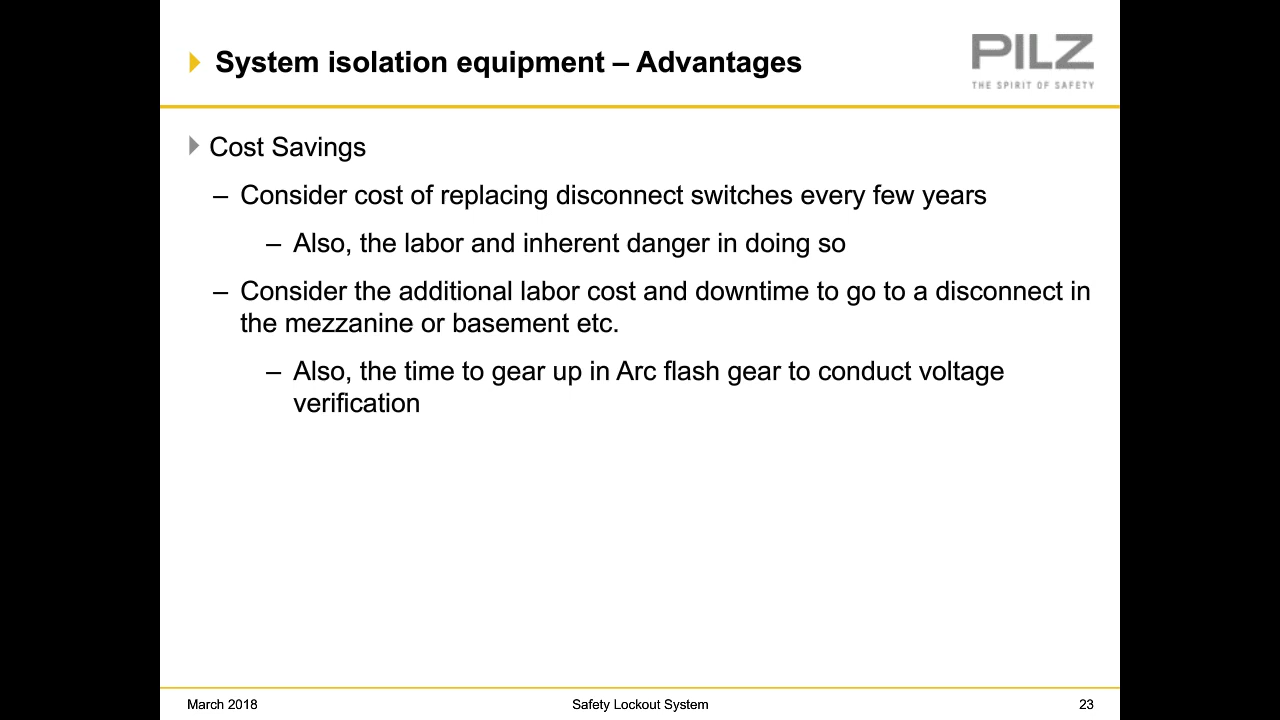 System isolation equipment – Advantages
PILZ
THE SPIRIT OF SAFETY
Cost Savings
– Consider cost of replacing disconnect switches every few years
– Also, the labor and inherent danger in doing so
– Consider the additional labor cost and downtime to go to a disconnect in
the mezzanine or basement etc.
– Also, the time to gear up in Arc flash gear to conduct voltage
verification
March 2018
Safety Lockout System
23